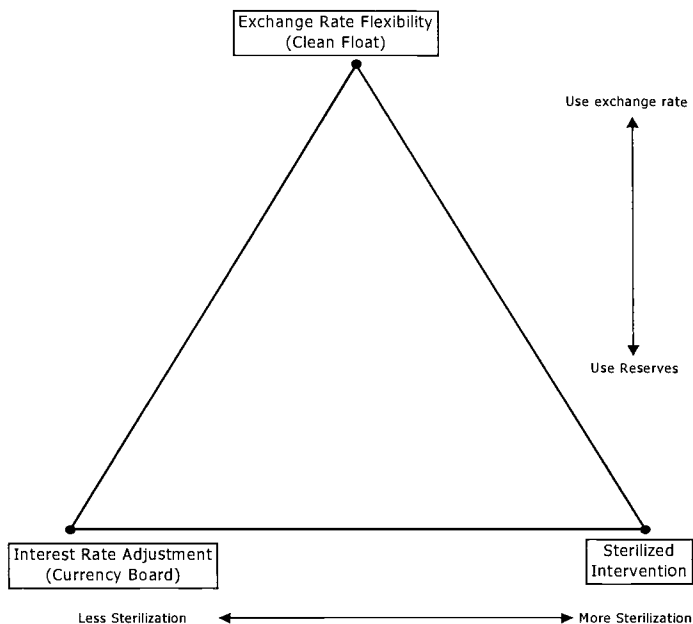 Exchange Rate Flexibility
(Clean Float)
Use exchange rate
Use Reserves
Interest Rate Adjustment
(Currency Board)
Sterilized
Intervention
Less Sterilization
More Sterilization